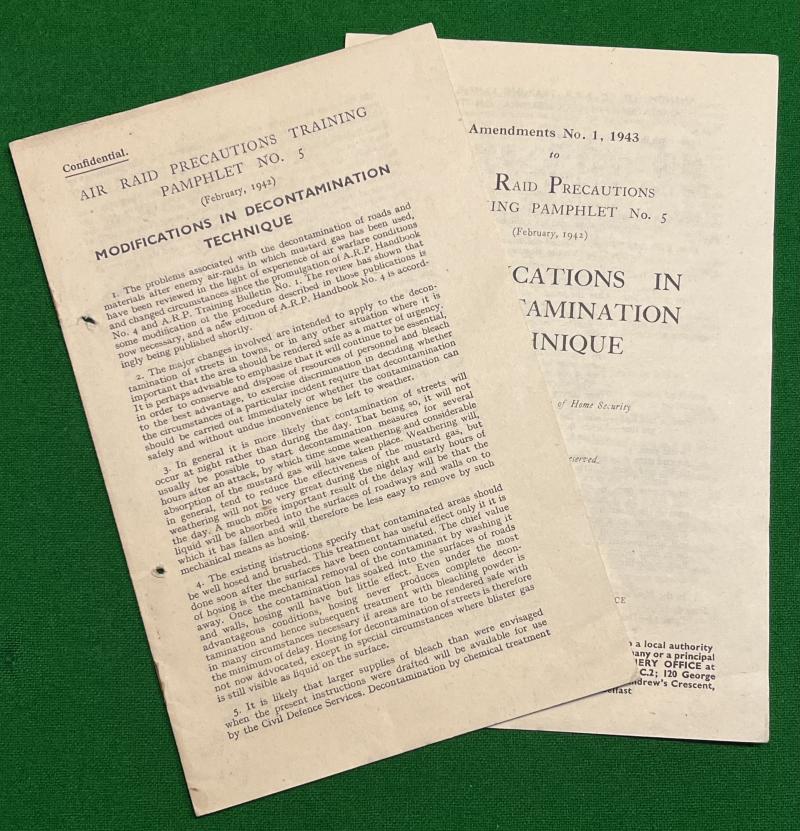 Confidential.
AIR RAID PRECAUTIONS TRAINING
PAMPHLET NO. 5
(February, 1942)
MODIFICATIONS IN DECONTAMINATION
TECHNIQUE
1. The problems associated with the decontamination of roads and
materials after enemy air-raids in which mustard gas has been used,
have been reviewed in the light of experience of air warfare conditions
and changed circumstances since the promulgation of A.R.P. Handbook
No. 4 and A.R.P. Training Bulletin No. 1. The review has shown that
some modification of the procedure described in those publications is
now necessary, and a new edition of A.R.P. Handbook No. 4 is accord-
ingly being published shortly.
2. The major changes involved are intended to apply to the decon-
tamination of streets in towns, or in any other situation where it is
important that the area should be rendered safe as a matter of urgency.
It is perhaps advisable to emphasize that it will continue to be essential,
in order to conserve and dispose of resources of personnel and bleach
to the best advantage, to exercise discrimination in deciding whether
the circumstances of a particular incident require that decontamination
should be carried out immediately or whether the contamination can
safely and without undue inconvenience be left to weather.
3. In general it is more likely that contamination of streets will
occur at night rather than during the day. That being so, it will not
usually be possible to start decontamination measures for several
hours after an attack, by which time some weathering and considerable
absorption of the mustard gas will have taken place. Weathering will,
in general, tend to reduce the effectiveness of the mustard gas, but
weathering will not be very great during the night and early hours of
the day. A much more important result of the delay will be that the
liquid will be absorbed into the surfaces of roadways and walls on to
which it has fallen and will therefore be less easy to remove by such
mechanical means as hosing.
4. The existing instructions specify that contaminated areas should
be well hosed and brushed. This treatment has useful effect only if it is
done soon after the surfaces have been contaminated. The chief value
of hosing is the mechanical removal of the contaminant by washing it
away. Once the contamination has soaked into the surfaces of roads
and walls, hosing will have but little effect. Even under the most
advantageous conditions, hosing never produces complete decon-
tamination and hence subsequent treatment with bleaching powder is
in many circumstances necessary if areas are to be rendered safe with
the minimum of delay. Hosing for decontamination of streets is therefore
not now advocated, except in special circumstances where blister gas
is still visible as liquid on the surface.
5. It is likely that larger supplies of bleach than were envisaged
when the present instructions were drafted will be available for use
by the Civil Defence Services. Decontamination by chemical treatment
Amendments No. 1, 1943
to
RAID PRECAUTIONS
ING PAMPHLET No. 5
(February, 1942)
CATIONS IN
TAMINATION
NIQUE
of Home Security
eserved.
CE
a local authority
any or a principal
ERY OFFICE at
C.2; 120 George
ndrew's Crescent,
elfast